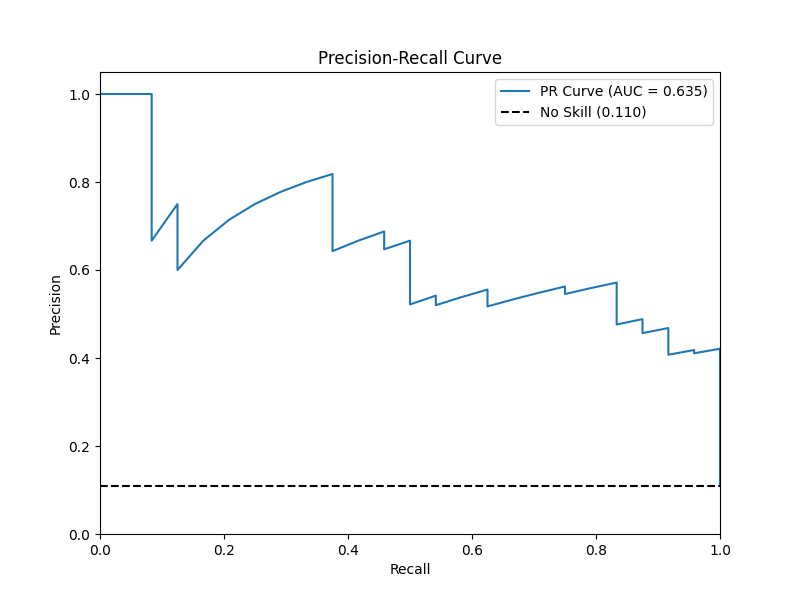 Precision-Recall Curve
PR Curve (AUC = 0.635)
No Skill (0.110)
1.0
0.8
0.6
0.4
0.2
0.0
Precision
0.0 0.2 0.4 0.6 0.8 1.0
Recall